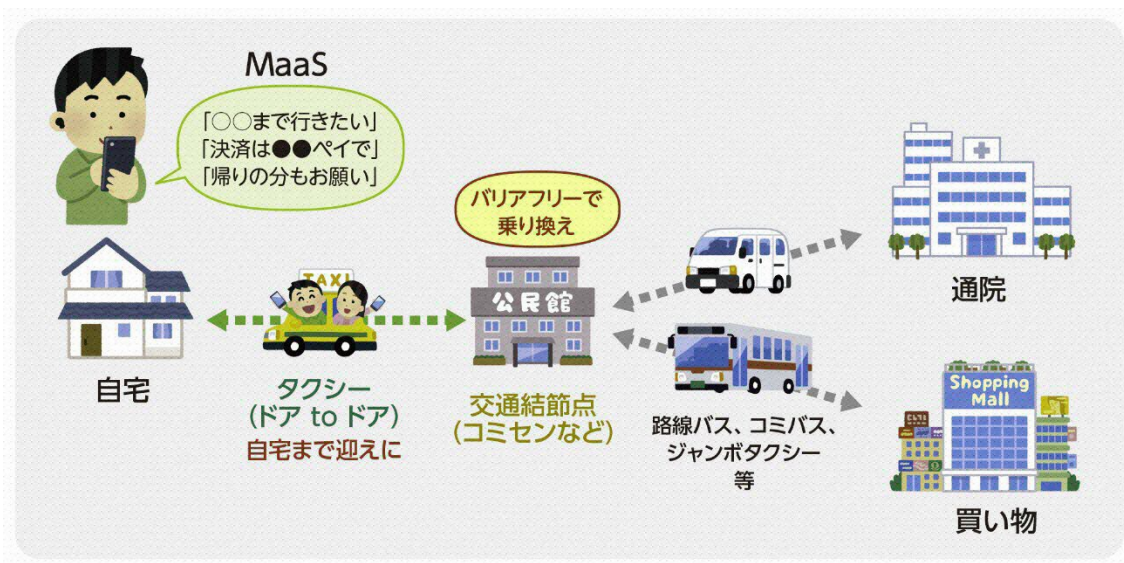 MaaS
「○○まで行きたい」
「決済は●●ペイで」
「帰りの分もお願い」
バリアフリーで
乗り換え
TAXI
公民館
自宅
タクシー
(ドア to ドア)
自宅まで迎えに
交通結節点
(コミセンなど)
路線バス、コミバス、
ジャンボタクシー
等
通院
Shopping
Mall
買い物